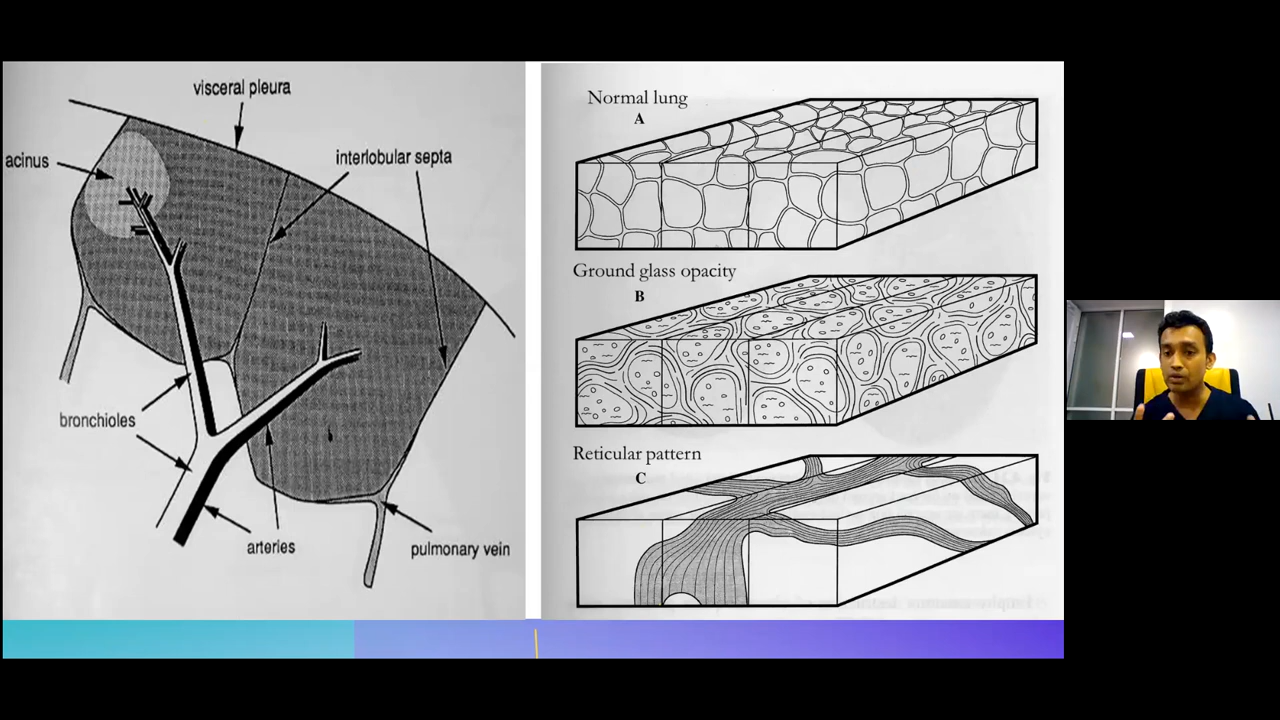 visceral pleura
acinus
interlobular septa
bronchioles
arteries
pulmonary vein
Normal lung
A
Ground glass opacity
B
Reticular pattern
C